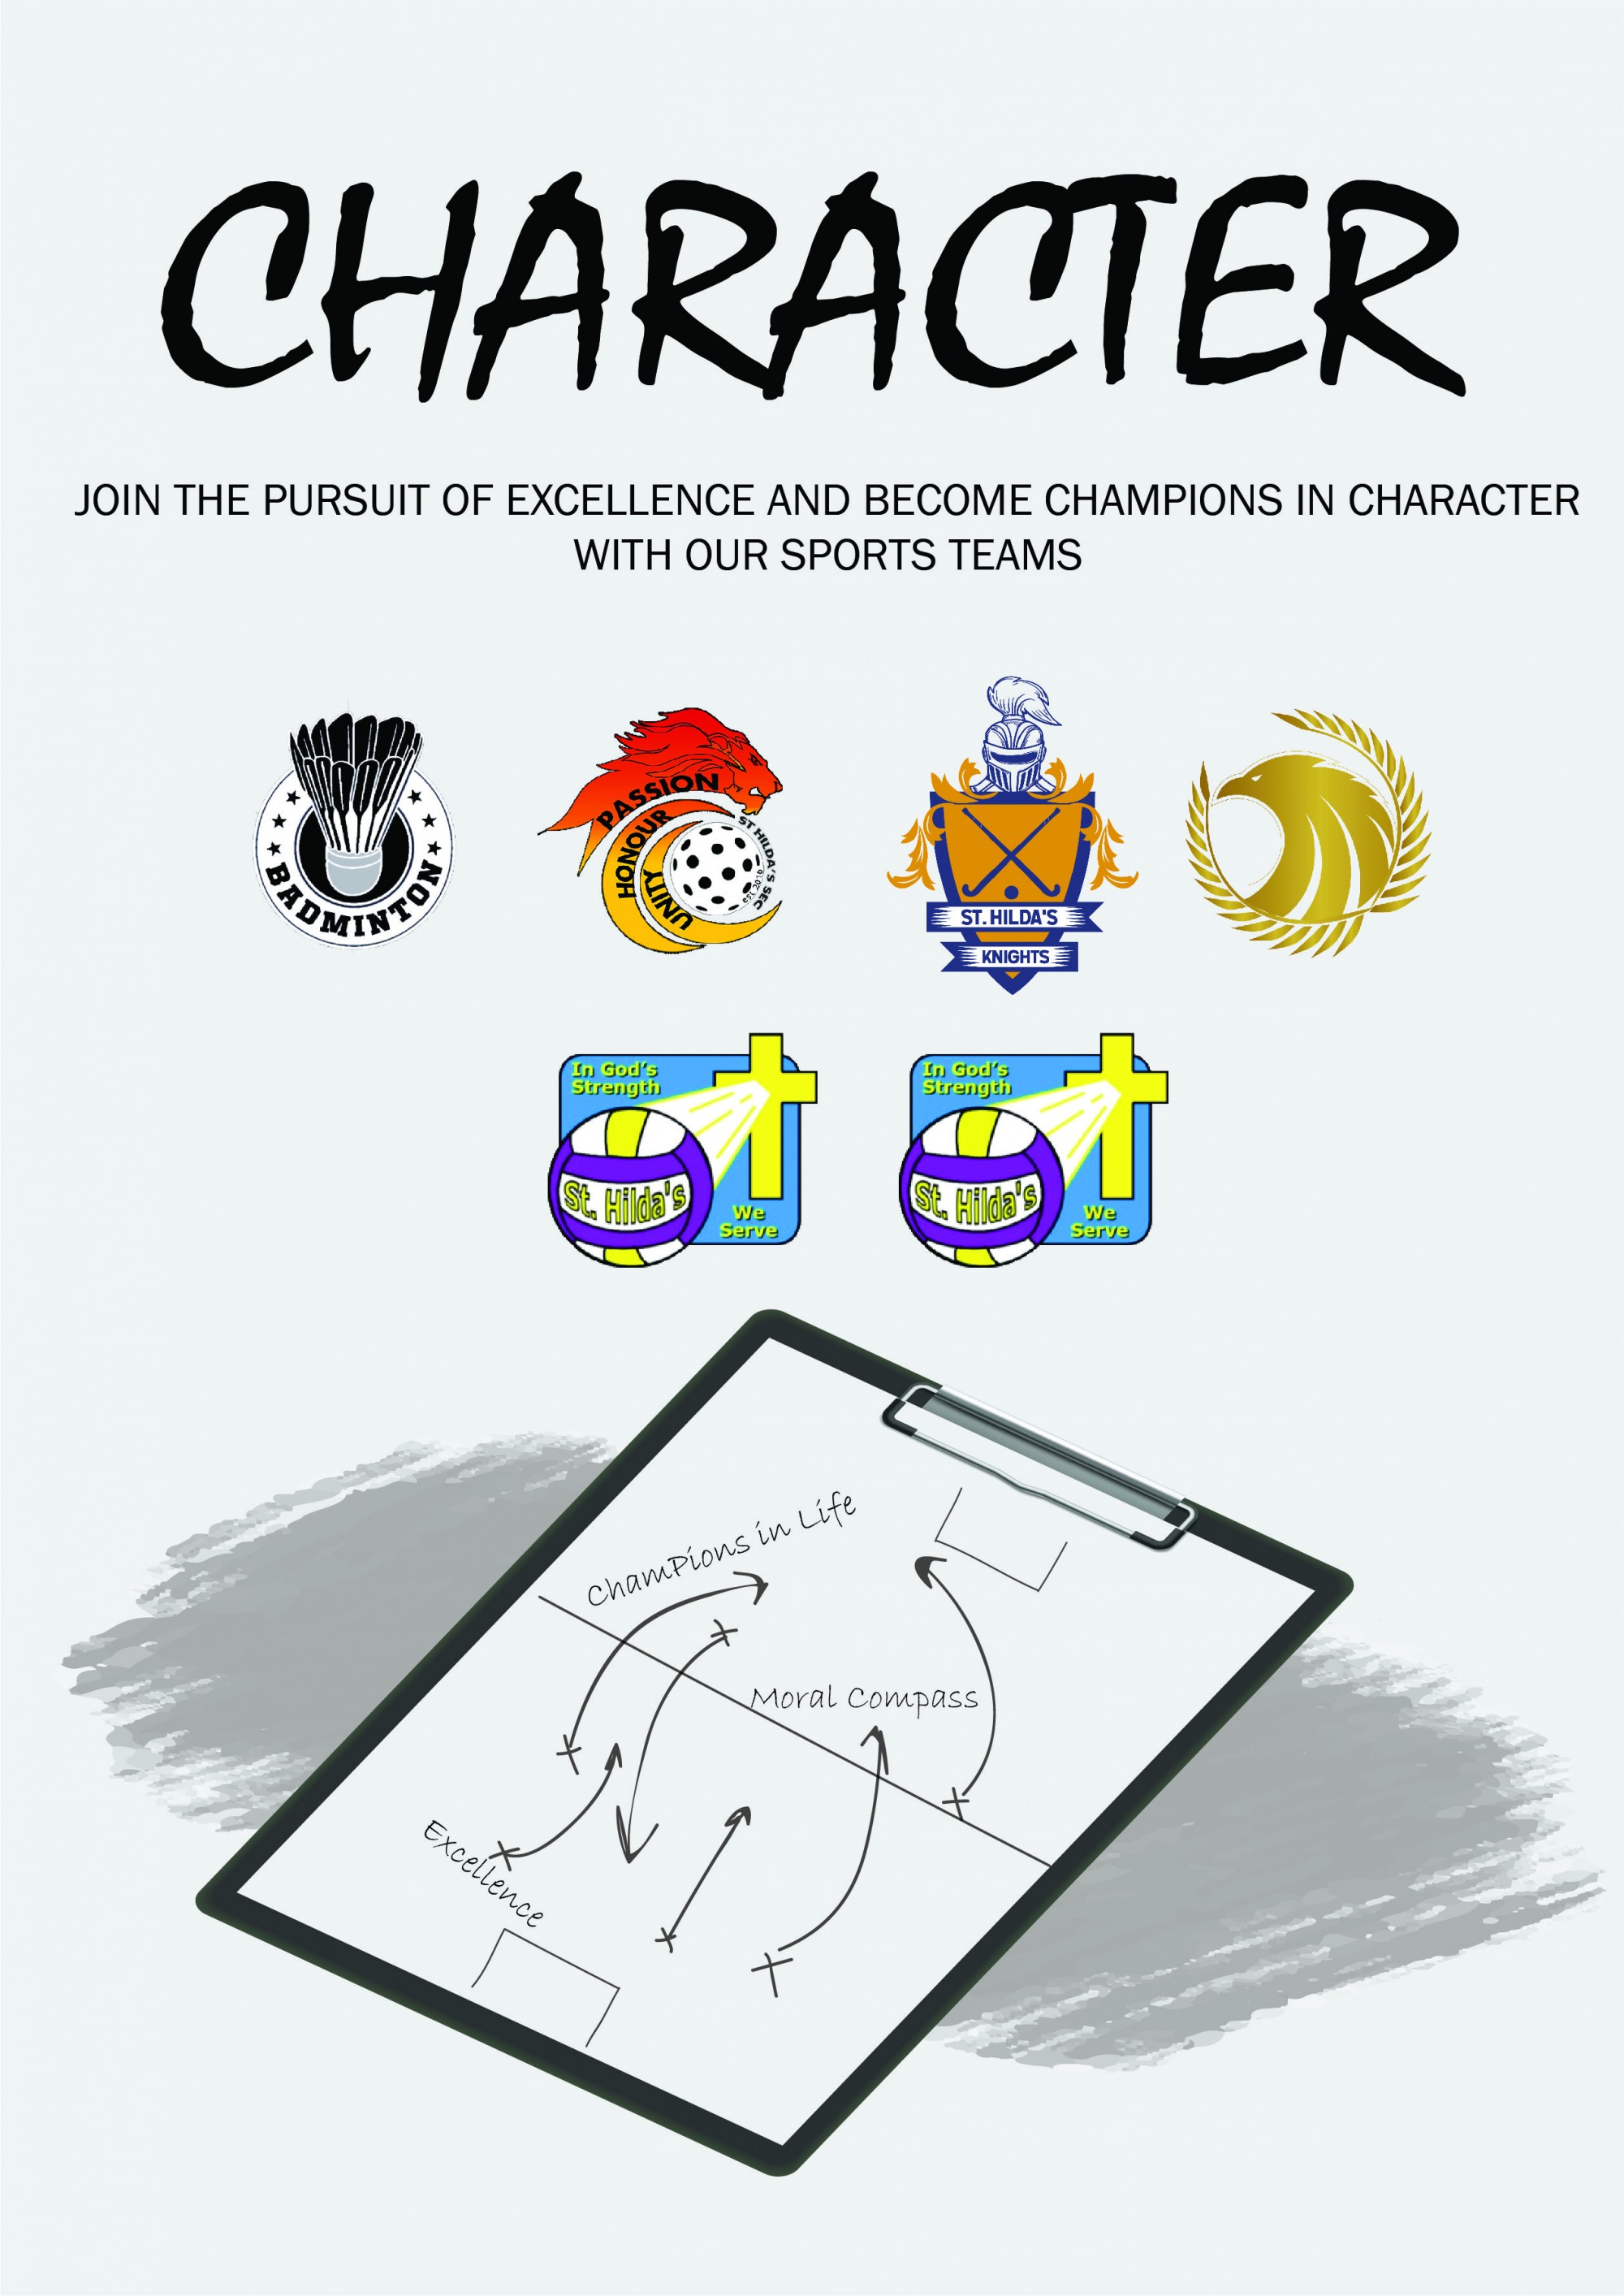 CHARACTER
JOIN THE PURSUIT OF EXCELLENCE AND BECOME CHAMPIONS IN CHARACTER
WITH OUR SPORTS TEAMS
BADMINTON
PASSION
HONOUR
UNITY
ST HILDA'S SEC
EST. 2016
ST. HILDA'S
KNIGHTS
In God's
Strength
St. Hilda's
We
Serve
In God's
Strength
St. Hilda's
We
Serve
ChamPions in Life
Moral Compass
Excellence